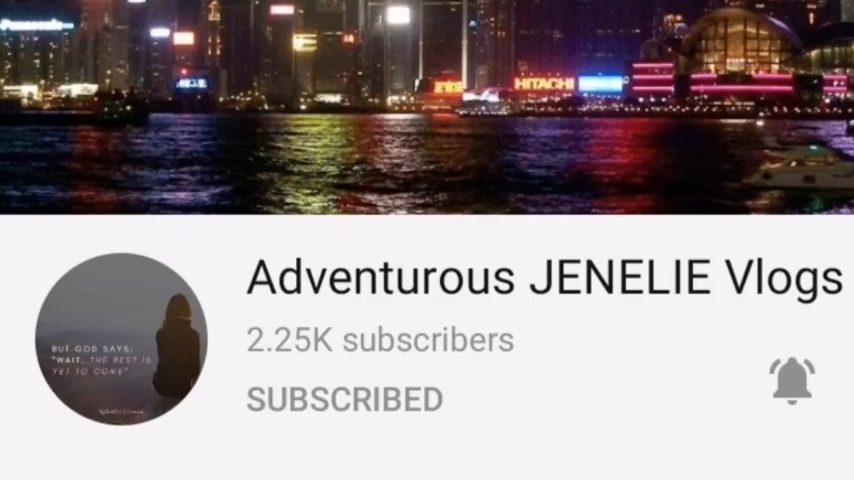 Panasonic
HITACHI
Adventurous JENELIE Vlogs
2.25K subscribers
SUBSCRIBED
BUT GOD SAYS:
"WAIT, THE BEST IS
YET TO COME"